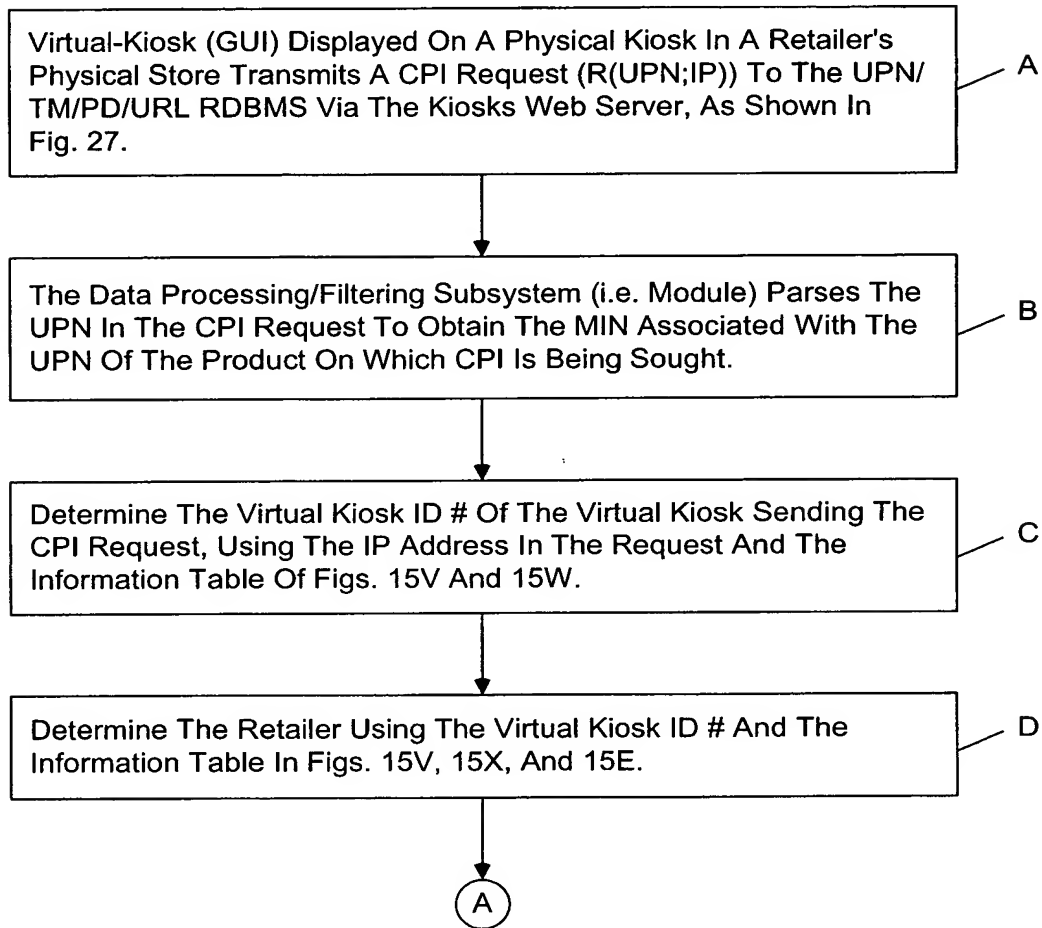 Virtual-Kiosk (GUI) Displayed On A Physical Kiosk In A Retailer's
Physical Store Transmits A CPI Request (R(UPN;IP)) To The UPN/
TM/PD/URL RDBMS Via The Kiosks Web Server, As Shown In
Fig. 27.
A
The Data Processing/Filtering Subsystem (i.e. Module) Parses The
UPN In The CPI Request To Obtain The MIN Associated With The
UPN Of The Product On Which CPI Is Being Sought.
B
Determine The Virtual Kiosk ID # Of The Virtual Kiosk Sending The
CPI Request, Using The IP Address In The Request And The
Information Table Of Figs. 15V And 15W.
C
Determine The Retailer Using The Virtual Kiosk ID # And The
Information Table In Figs. 15V, 15X, And 15E.
D
A